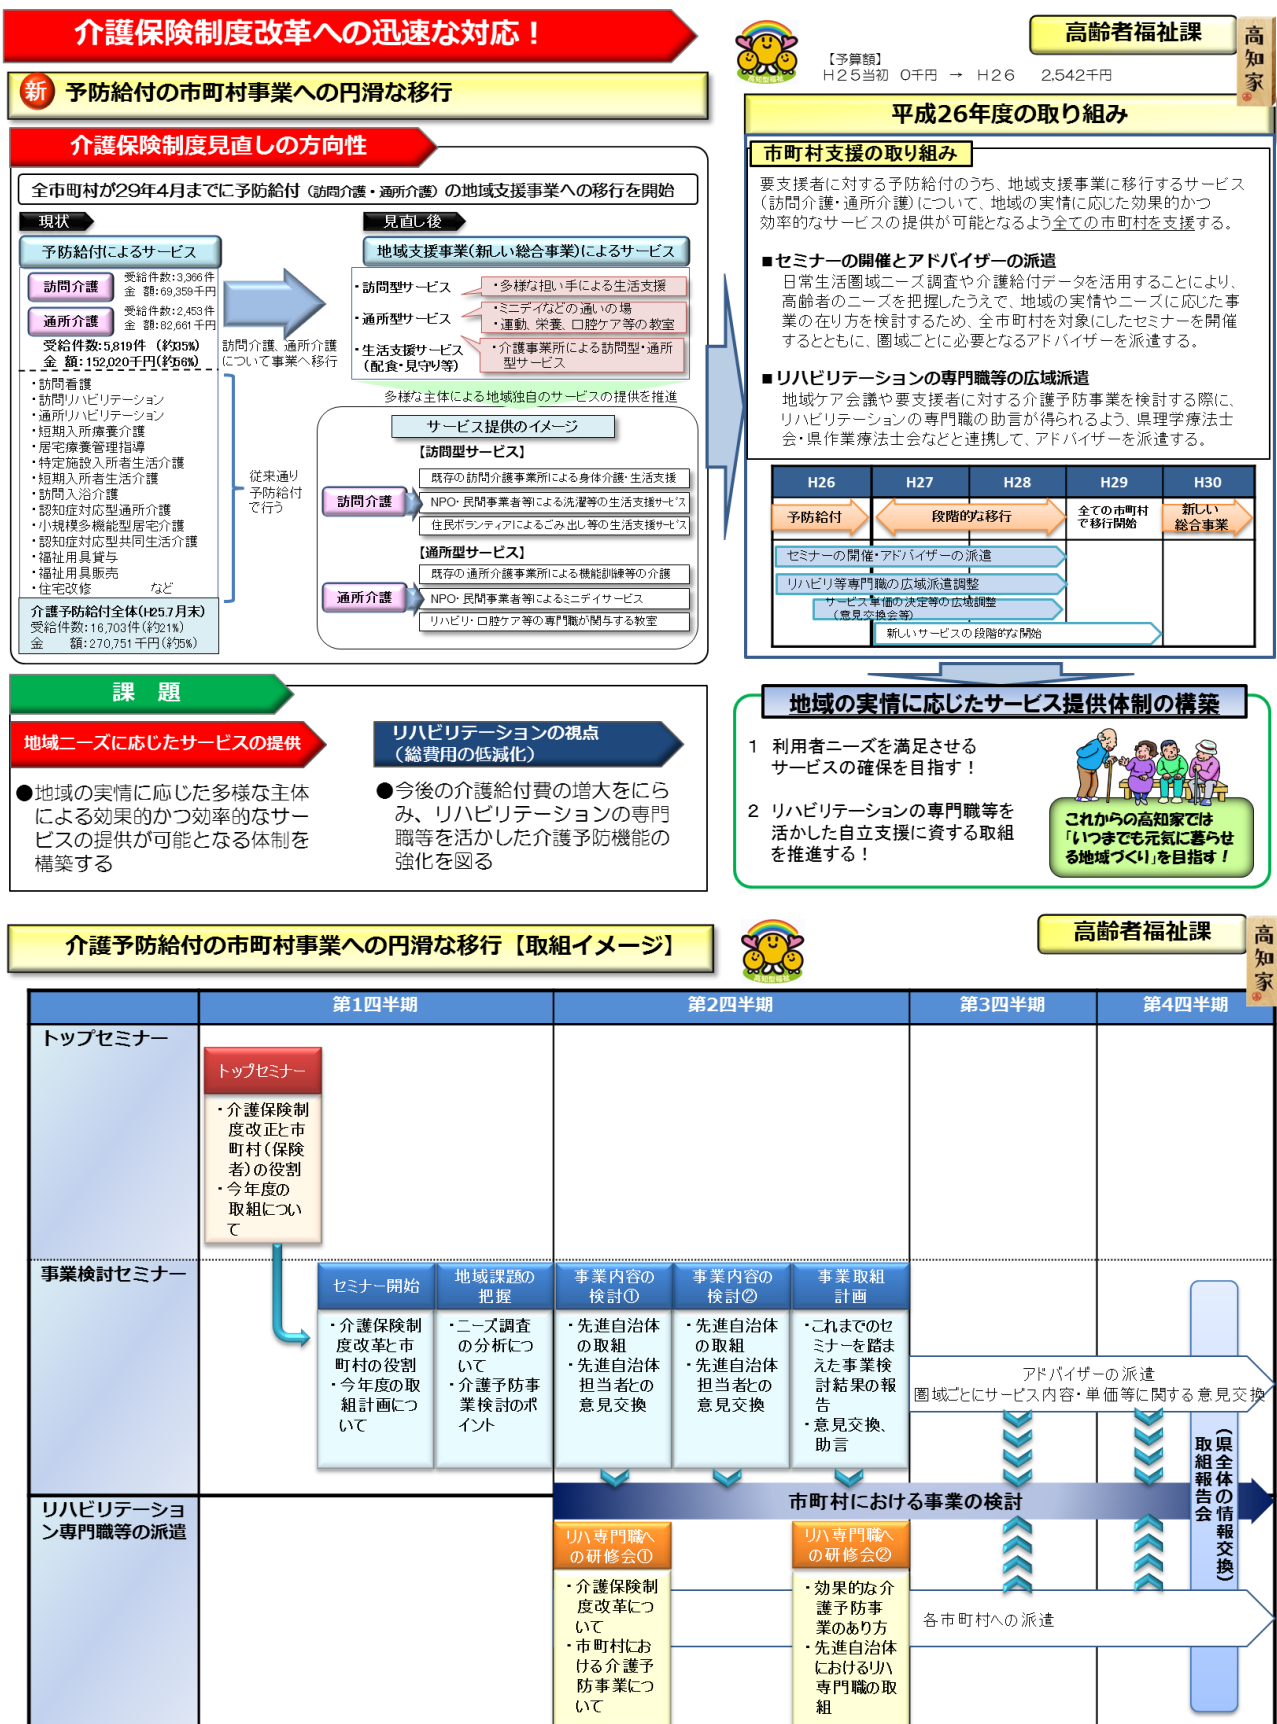 介護保険制度改革への迅速な対応！
【予算額】
H25当初　0千円　→　H26　2,542千円
高齢者福祉課
高知家
新　予防給付の市町村事業への円滑な移行
介護保険制度見直しの方向性
全市町村が29年4月までに予防給付（訪問介護・通所介護）の地域支援事業への移行を開始
現状
予防給付によるサービス
訪問介護
受給件数：3,366件
金　額：69,359千円
通所介護
受給件数：2,453件
金　額：82,661千円
受給件数：5,819件（約35%）
金　額：152,020千円（約56%）
訪問介護、通所介護
について事業へ移行
・訪問看護
・訪問リハビリテーション
・通所リハビリテーション
・短期入所療養介護
・居宅療養管理指導
・特定施設入所者生活介護
・短期入所者生活介護
・訪問入浴介護
・認知症対応型通所介護
・小規模多機能型居宅介護
・認知症対応型共同生活介護
・福祉用具貸与
・福祉用具販売
・住宅改修　　など
従来通り
予防給付
で行う
介護予防給付全体（H25.7月末）
受給件数：16,703件（約21%）
金　　額：270,751千円（約5%）
見直し後
地域支援事業（新しい総合事業）によるサービス
・訪問型サービス
・多様な担い手による生活支援
・通所型サービス
・ミニデイなどの通いの場
・運動、栄養、口腔ケア等の教室
・生活支援サービス
（配食・見守り等）
・介護事業所による訪問型・通所
型サービス
多様な主体による地域独自のサービスの提供を推進
サービス提供のイメージ
【訪問型サービス】
訪問介護
既存の訪問介護事業所による身体介護・生活支援
NPO・民間事業者等による洗濯等の生活支援サービス
住民ボランティアによるごみ出し等の生活支援サービス
【通所型サービス】
通所介護
既存の通所介護事業所による機能訓練等の介護
NPO・民間事業者等によるミニデイサービス
リハビリ・口腔ケア等の専門職が関与する教室
平成26年度の取り組み
市町村支援の取り組み
要支援者に対する予防給付のうち、地域支援事業に移行するサービス
（訪問介護・通所介護）について、地域の実情に応じた効果的かつ
効率的なサービスの提供が可能となるよう全ての市町村を支援する。
■セミナーの開催とアドバイザーの派遣
日常生活圏域ニーズ調査や介護給付データを活用することにより、
高齢者のニーズを把握したうえで、地域の実情やニーズに応じた事
業の在り方を検討するため、全市町村を対象にしたセミナーを開催
するとともに、圏域ごとに必要となるアドバイザーを派遣する。
■リハビリテーションの専門職等の広域派遣
地域ケア会議や要支援者に対する介護予防事業を検討する際に、
リハビリテーションの専門職の助言が得られるよう、県理学療法士
会・県作業療法士会などと連携して、アドバイザーを派遣する。
H26　H27　H28　H29　H30
予防給付
段階的な移行
全ての市町村
で移行開始
新しい
総合事業
セミナーの開催・アドバイザーの派遣
リハビリ等専門職の広域派遣調整
サービス単価の決定等の広域調整
（意見交換会等）
新しいサービスの段階的な開始
課　題
地域ニーズに応じたサービスの提供
●地域の実情に応じた多様な主体
による効果的かつ効率的なサー
ビスの提供が可能となる体制を
構築する
リハビリテーションの視点
（総費用の低減化）
●今後の介護給付費の増大をにら
み、リハビリテーションの専門
職等を活かした介護予防機能の
強化を図る
地域の実情に応じたサービス提供体制の構築
1　利用者ニーズを満足させる
サービスの確保を目指す！
2　リハビリテーションの専門職等を
活かした自立支援に資する取組
を推進する！
これからの高知家では
「いつまでも元気に暮らせ
る地域づくり」を目指す！
介護予防給付の市町村事業への円滑な移行【取組イメージ】
高齢者福祉課
高知家
第1四半期　第2四半期　第3四半期　第4四半期
トップセミナー
トップセミナー
・介護保険制
度改正と市
町村（保険
者）の役割
・今年度の
取組につい
て
事業検討セミナー
セミナー開始
・介護保険制
度改革と市
町村の役割
・今年度の取
組計画につ
いて
地域課題の
把握
・ニーズ調査
の分析につ
いて
・介護予防事
業検討のポ
イント
事業内容の
検討①
・先進自治体
の取組
・先進自治体
担当者との
意見交換
事業内容の
検討②
・先進自治体
の取組
・先進自治体
担当者との
意見交換
事業取組
計画
・これまでのセ
ミナーを踏ま
えた事業検
討結果の報
告
・意見交換、
助言
アドバイザーの派遣
圏域ごとにサービス内容・単価等に関する意見交換
市町村における事業の検討
取組報告会
（県全体の情報交換）
リハビリテーショ
ン専門職等の派遣
リハ専門職へ
の研修会①
・介護保険制
度改革につ
いて
・市町村にお
ける介護予
防事業につ
いて
リハ専門職へ
の研修会②
・効果的な介
護予防事
業のあり方
・先進自治体
におけるリハ
専門職の取
組
各市町村への派遣